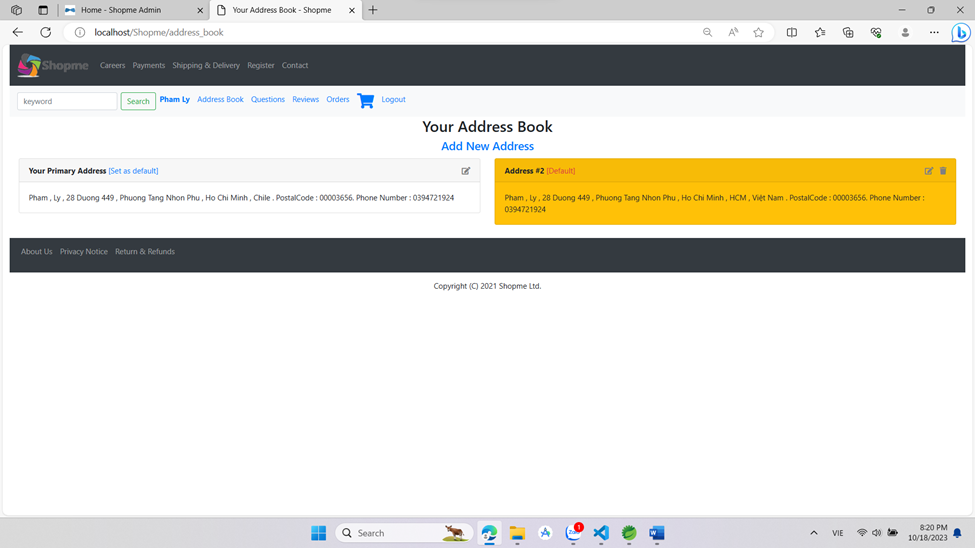 Home - Shopme Admin
Your Address Book - Shopme
localhost/Shopme/address_book
Shopme Careers Payments Shipping & Delivery Register Contact
keyword Search Pham Ly Address Book Questions Reviews Orders Logout
Your Address Book
Add New Address
Your Primary Address [Set as default]
Pham , Ly , 28 Duong 449 , Phuong Tang Nhon Phu , Ho Chi Minh , Chile . PostalCode : 00003656. Phone Number : 0394721924
Address #2 [Default]
Pham , Ly , 28 Duong 449 , Phuong Tang Nhon Phu , Ho Chi Minh , HCM , Việt Nam . PostalCode : 00003656. Phone Number :
0394721924
About Us Privacy Notice Return & Refunds
Copyright (C) 2021 Shopme Ltd.
Search
1
VIE
8:20 PM
10/18/2023